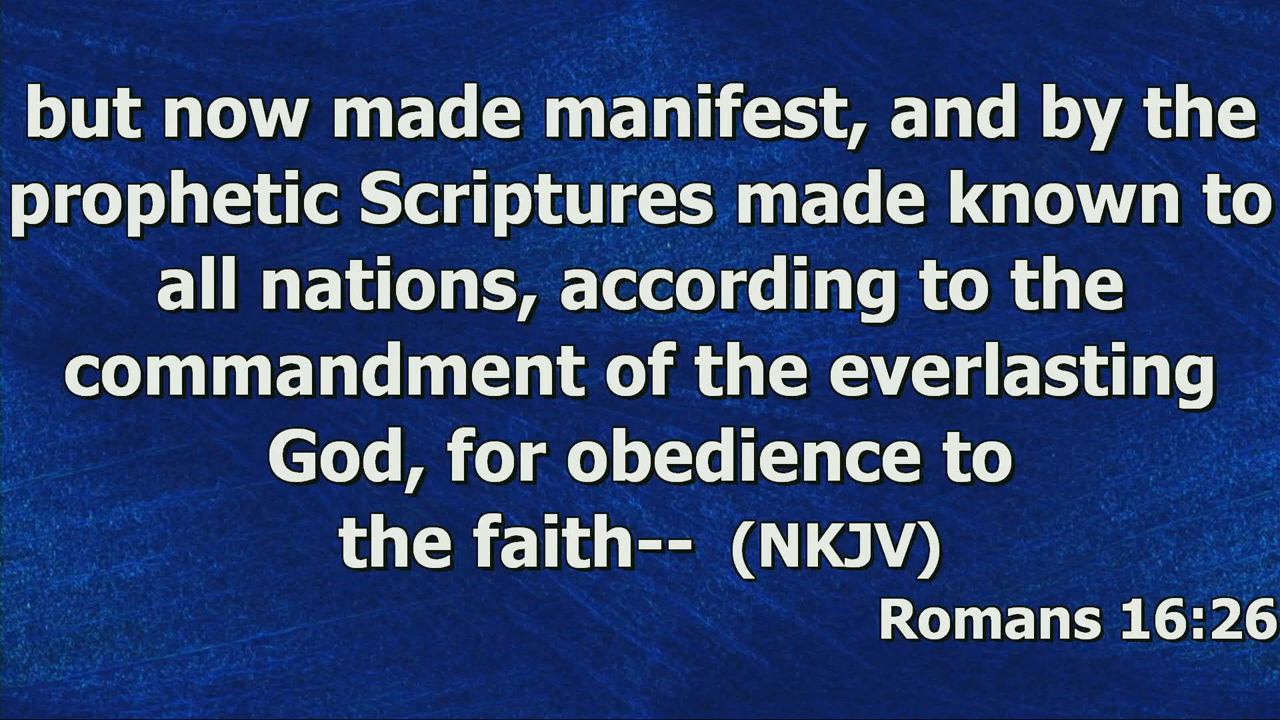 but now made manifest, and by the
prophetic Scriptures made known to
all nations, according to the
commandment of the everlasting
God, for obedience to
the faith-- (NKJV)
Romans 16:26